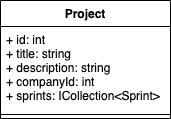 Project
+ id: int
+ title: string
+ description: string
+ companyId: int
+ sprints: ICollection<Sprint>